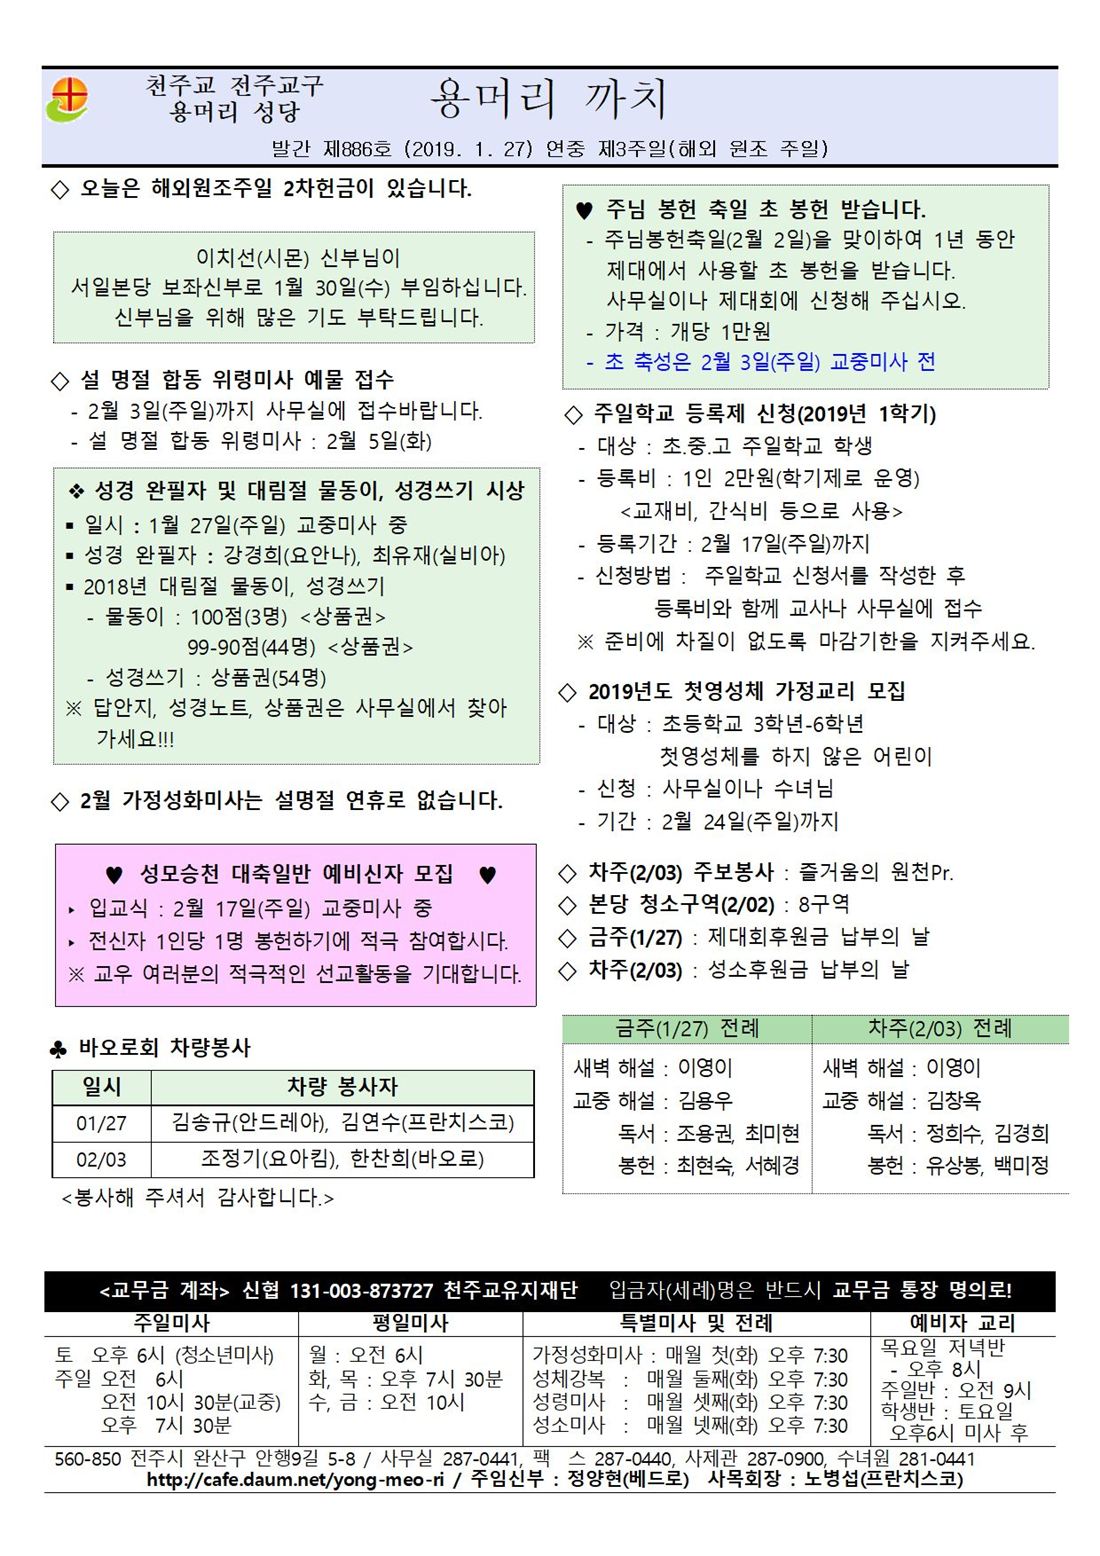 천주교 전주교구
용머리 성당
용머리 까치
발간 제886호 (2019. 1. 27) 연중 제3주일(해외 원조 주일)
◇ 오늘은 해외원조주일 2차헌금이 있습니다.
이치선(시몬) 신부님이
서일본당 보좌신부로 1월 30일(수) 부임하십니다.
신부님을 위해 많은 기도 부탁드립니다.
◇ 설 명절 합동 위령미사 예물 접수
- 2월 3일(주일)까지 사무실에 접수바랍니다.
- 설 명절 합동 위령미사 : 2월 5일(화)
❖ 성경 완필자 및 대림절 물동이, 성경쓰기 시상
▪ 일시 : 1월 27일(주일) 교중미사 중
▪ 성경 완필자 : 강경희(요안나), 최유재(실비아)
▪ 2018년 대림절 물동이, 성경쓰기
- 물동이 : 100점(3명) <상품권>
99-90점(44명) <상품권>
- 성경쓰기 : 상품권(54명)
※ 답안지, 성경노트, 상품권은 사무실에서 찾아
가세요!!!
◇ 2월 가정성화미사는 설명절 연휴로 없습니다.
♥ 성모승천 대축일반 예비신자 모집 ♥
‣ 입교식 : 2월 17일(주일) 교중미사 중
‣ 전신자 1인당 1명 봉헌하기에 적극 참여합시다.
※ 교우 여러분의 적극적인 선교활동을 기대합니다.
♣ 바오로회 차량봉사
일시 차량 봉사자
01/27 김송규(안드레아), 김연수(프란치스코)
02/03 조정기(요아킴), 한찬희(바오로)
<봉사해 주셔서 감사합니다.>
♥ 주님 봉헌 축일 초 봉헌 받습니다.
- 주님봉헌축일(2월 2일)을 맞이하여 1년 동안
제대에서 사용할 초 봉헌을 받습니다.
사무실이나 제대회에 신청해 주십시오.
- 가격 : 개당 1만원
- 초 축성은 2월 3일(주일) 교중미사 전
◇ 주일학교 등록제 신청(2019년 1학기)
- 대상 : 초.중.고 주일학교 학생
- 등록비 : 1인 2만원(학기제로 운영)
<교재비, 간식비 등으로 사용>
- 등록기간 : 2월 17일(주일)까지
- 신청방법 : 주일학교 신청서를 작성한 후
등록비와 함께 교사나 사무실에 접수
※ 준비에 차질이 없도록 마감기한을 지켜주세요.
◇ 2019년도 첫영성체 가정교리 모집
- 대상 : 초등학교 3학년-6학년
첫영성체를 하지 않은 어린이
- 신청 : 사무실이나 수녀님
- 기간 : 2월 24일(주일)까지
◇ 차주(2/03) 주보봉사 : 즐거움의 원천Pr.
◇ 본당 청소구역(2/02) : 8구역
◇ 금주(1/27) : 제대회후원금 납부의 날
◇ 차주(2/03) : 성소후원금 납부의 날
금주(1/27) 전례 차주(2/03) 전례
새벽 해설 : 이영이 새벽 해설 : 이영이
교중 해설 : 김용우 교중 해설 : 김창옥
독서 : 조용권, 최미현 독서 : 정희수, 김경희
봉헌 : 최현숙, 서혜경 봉헌 : 유상봉, 백미정
<교무금 계좌> 신협 131-003-873727 천주교유지재단 입금자(세례)명은 반드시 교무금 통장 명의로!
주일미사 평일미사 특별미사 및 전례 예비자 교리
토 오후 6시 (청소년미사)
주일 오전 6시
오전 10시 30분(교중)
오후 7시 30분
월 : 오전 6시
화, 목 : 오후 7시 30분
수, 금 : 오전 10시
가정성화미사 : 매월 첫(화) 오후 7:30
성체강복 : 매월 둘째(화) 오후 7:30
성령미사 : 매월 셋째(화) 오후 7:30
성소미사 : 매월 넷째(화) 오후 7:30
목요일 저녁반
- 오후 8시
주일반 : 오전 9시
학생반 : 토요일
오후6시 미사 후
560-850 전주시 완산구 안행9길 5-8 / 사무실 287-0441, 팩 스 287-0440, 사제관 287-0900, 수녀원 281-0441
http://cafe.daum.net/yong-meo-ri / 주임신부 : 정양현(베드로) 사목회장 : 노병섭(프란치스코)